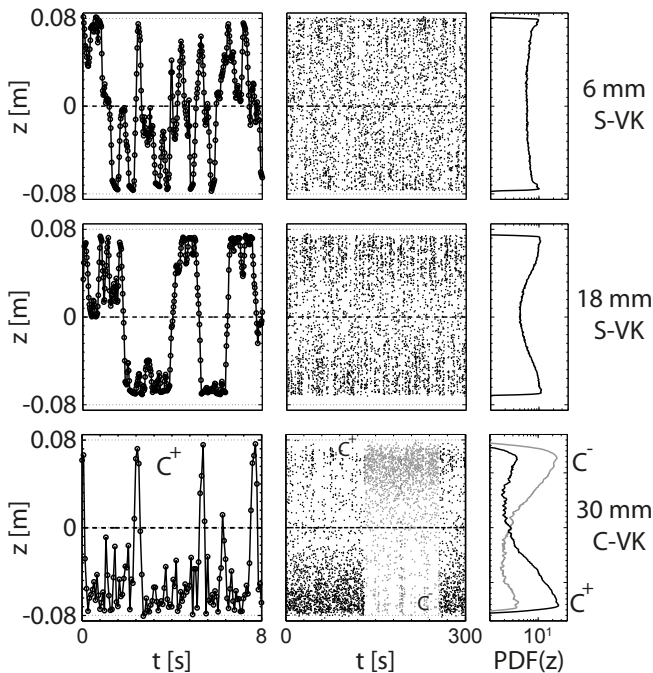 0.08
0
-0.08
z [m]
6 mm
S-VK
0.08
0
-0.08
z [m]
18 mm
S-VK
0.08
0
-0.08
z [m]
C⁺
C⁺
C⁻
C⁻
C⁺
30 mm
C-VK
0 8
0 300
10¹
t [s]
t [s]
PDF(z)